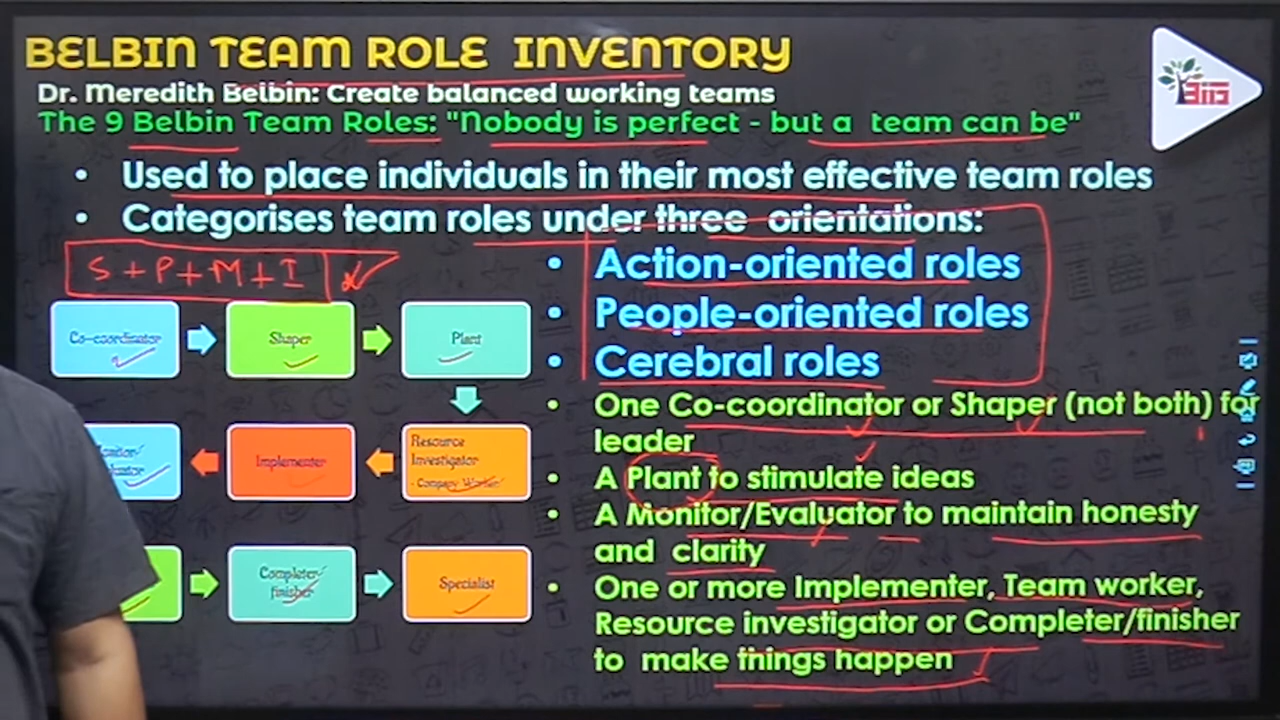 BELBIN TEAM ROLE INVENTORY
Dr. Meredith Belbin: Create balanced working teams
The 9 Belbin Team Roles: "Nobody is perfect - but a team can be"
• Used to place individuals in their most effective team roles
• Categorises team roles under three orientations:
• Action-oriented roles
• People-oriented roles
• Cerebral roles
S + P + M + I
Co-coordinator
Shaper
Plant
Resource
Investigator
- Company Worker
Implementer
Completer/
finisher
Specialist
• One Co-coordinator or Shaper (not both) for
leader
• A Plant to stimulate ideas
• A Monitor/Evaluator to maintain honesty
and clarity
• One or more Implementer, Team worker,
Resource investigator or Completer/finisher
to make things happen